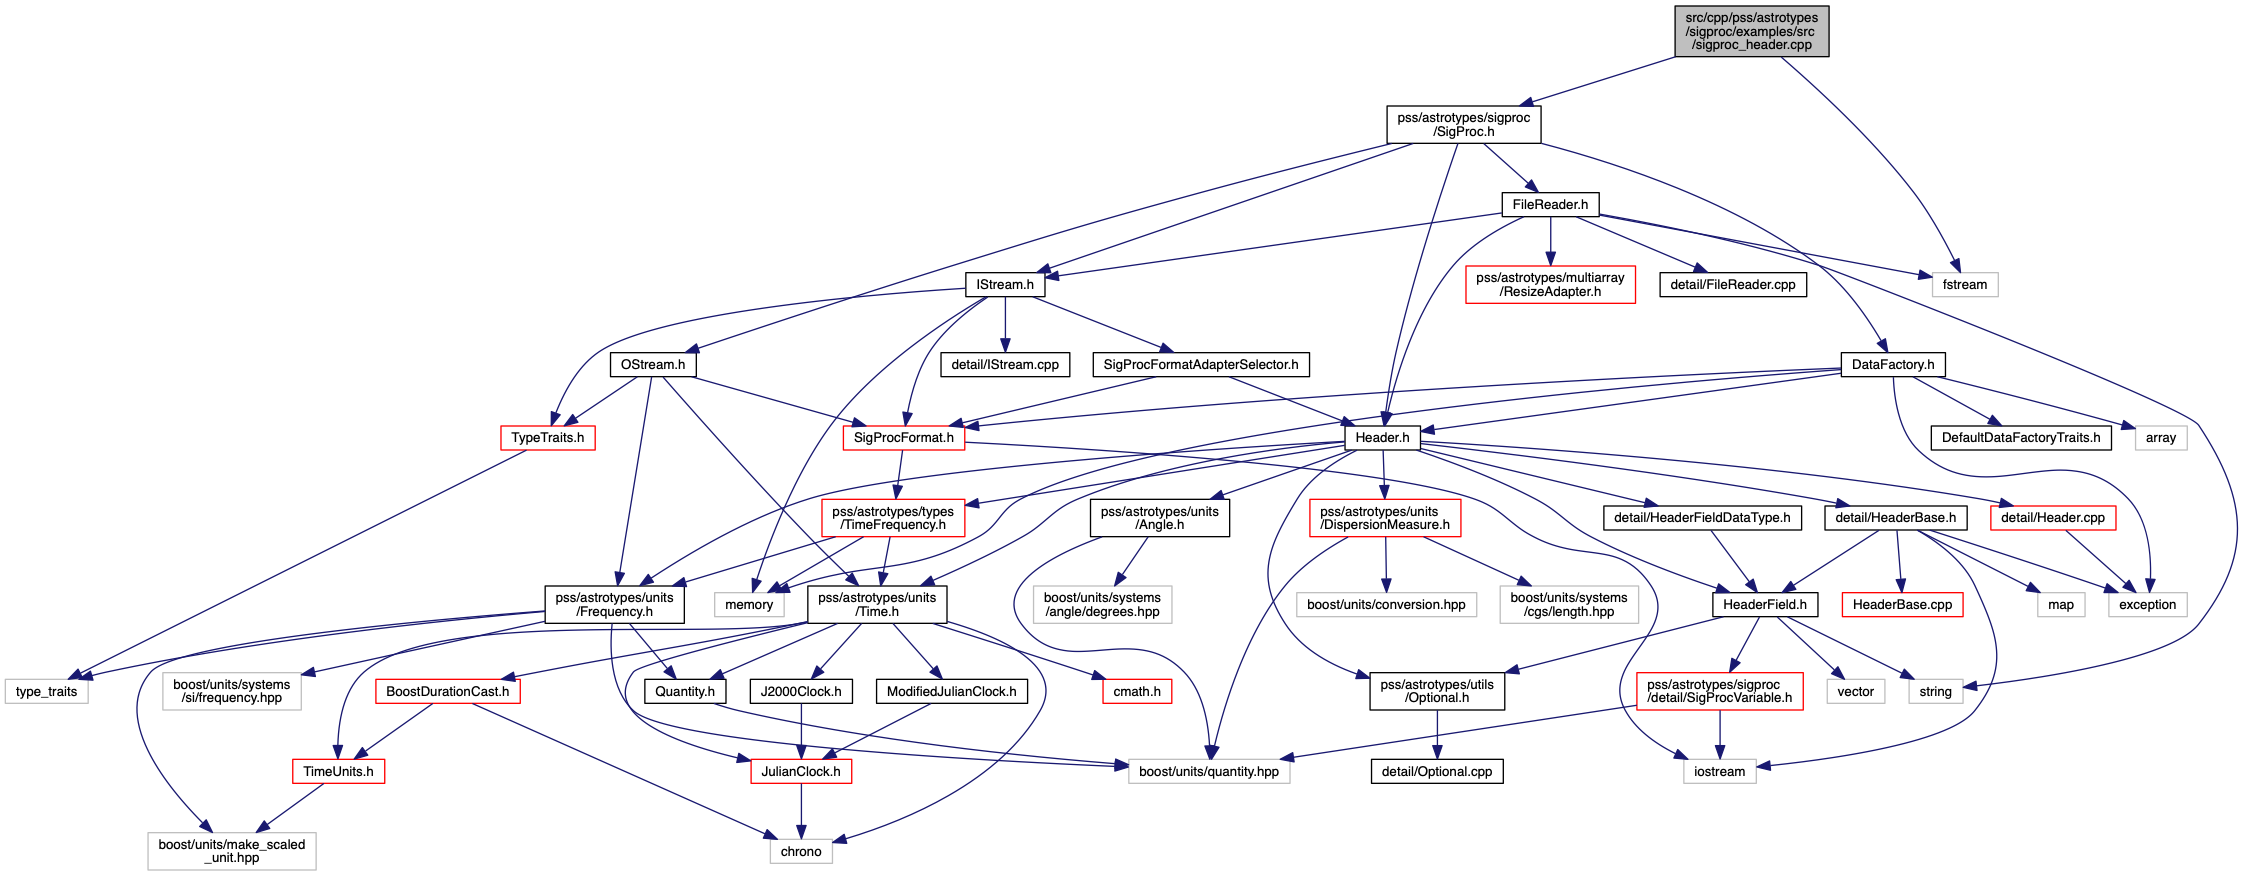 src/cpp/pss/astrotypes
/sigproc/examples/src
/sigproc_header.cpp
pss/astrotypes/sigproc
/SigProc.h
FileReader.h
IStream.h
pss/astrotypes/multiarray
/ResizeAdapter.h
detail/FileReader.cpp
fstream
OStream.h
detail/IStream.cpp
SigProcFormatAdapterSelector.h
DataFactory.h
TypeTraits.h
SigProcFormat.h
Header.h
DefaultDataFactoryTraits.h
array
pss/astrotypes/types
/TimeFrequency.h
pss/astrotypes/units
/Angle.h
pss/astrotypes/units
/DispersionMeasure.h
detail/HeaderFieldDataType.h
detail/HeaderBase.h
detail/Header.cpp
pss/astrotypes/units
/Frequency.h
memory
pss/astrotypes/units
/Time.h
boost/units/systems
/angle/degrees.hpp
boost/units/conversion.hpp
boost/units/systems
/cgs/length.hpp
HeaderField.h
HeaderBase.cpp
map
exception
type_traits
boost/units/systems
/si/frequency.hpp
BoostDurationCast.h
Quantity.h
J2000Clock.h
ModifiedJulianClock.h
cmath.h
pss/astrotypes/utils
/Optional.h
pss/astrotypes/sigproc
/detail/SigProcVariable.h
vector
string
TimeUnits.h
JulianClock.h
boost/units/quantity.hpp
detail/Optional.cpp
iostream
boost/units/make_scaled
_unit.hpp
chrono